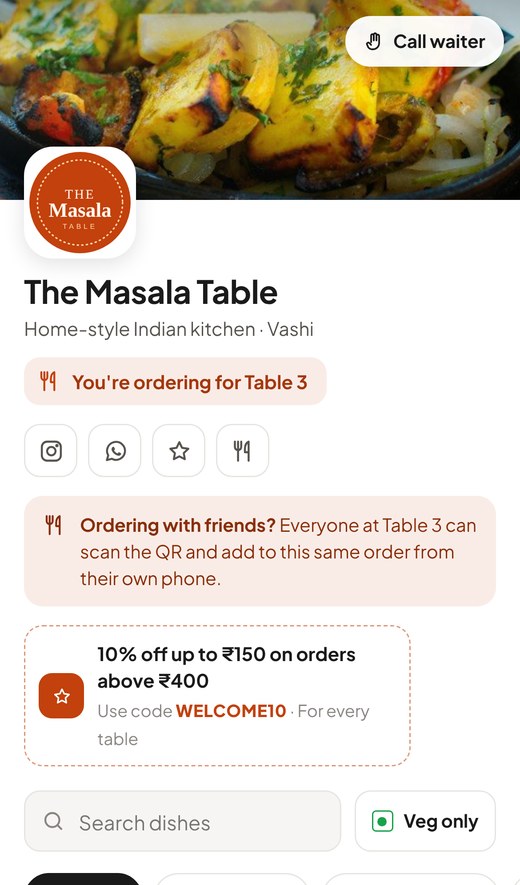 Call waiter
THE
Masala
TABLE
The Masala Table
Home-style Indian kitchen · Vashi
You're ordering for Table 3
Ordering with friends? Everyone at Table 3 can
scan the QR and add to this same order from
their own phone.
10% off up to ₹150 on orders
above ₹400
Use code WELCOME10 · For every
table
Search dishes
Veg only